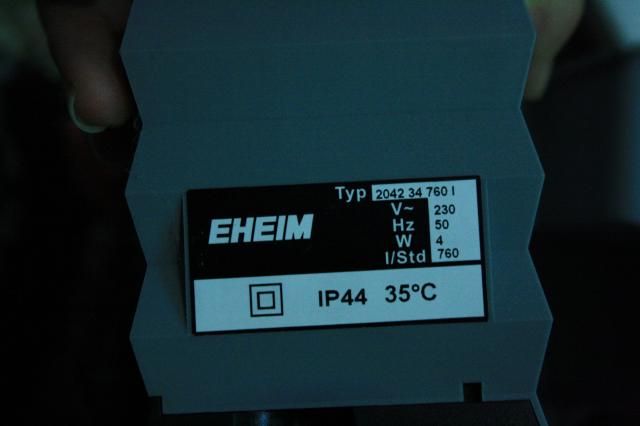 Typ 2042 34 760 I
EHEIM
V~ 230
Hz 50
W 4
l/Std 760
IP44 35°C